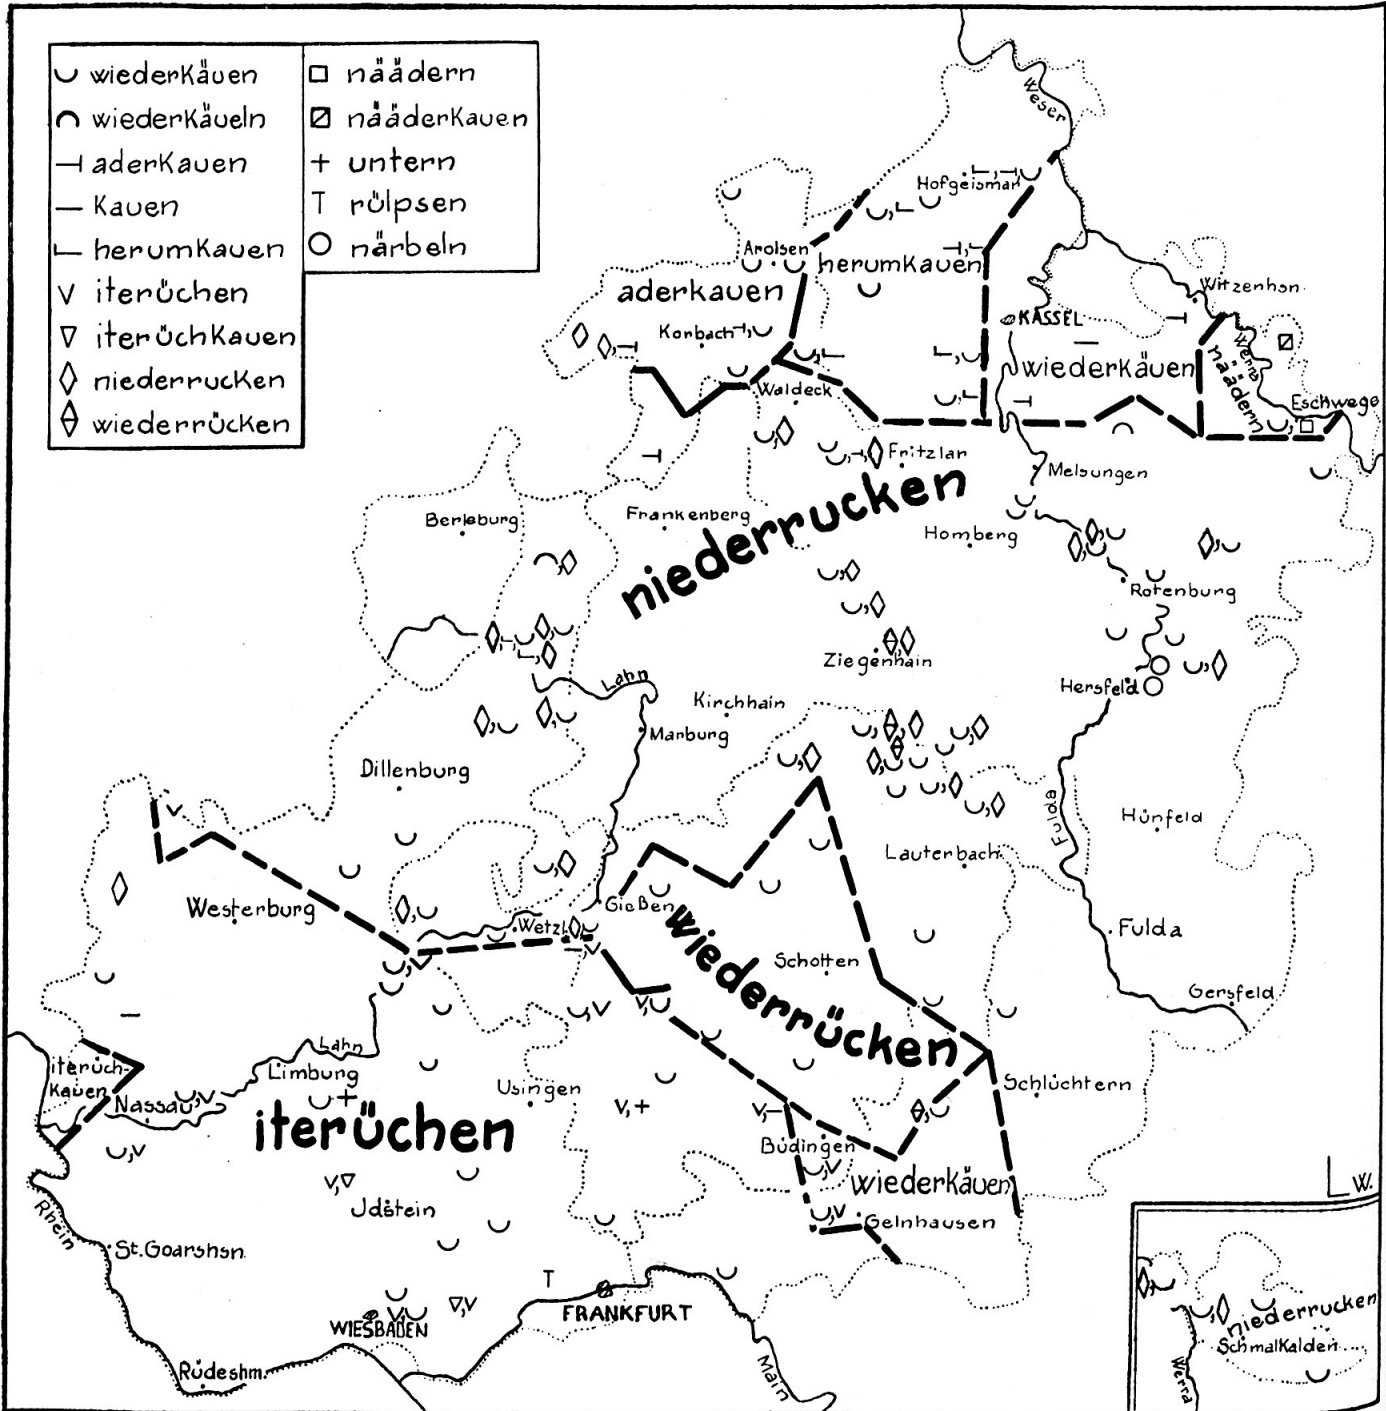 wiederkäuen
wiederkäueln
aderkauen
kauen
herumkauen
iterüchen
iterüchkauen
niederrucken
wiederrücken
näädern
nääderkauen
untern
rülpsen
närbeln
Weser
Hofgeismar
Arolsen
herumkauen
aderkauen
Witzenhsn.
Korbach
KASSEL
wiederkäuen
Werra
näädern
Waldeck
Eschwege
Fritzlar
Melsungen
niederrucken
Berleburg
Frankenberg
Homberg
Rotenburg
Ziegenhain
Hersfeld
Lahn
Kirchhain
Marburg
Dillenburg
Fulda
Hünfeld
Lauterbach
Westerburg
Gießen
Wetzl.
Fulda
wiederrücken
Schotten
Gersfeld
Lahn
iterüch-
kauen
Limburg
Nassau
Usingen
Schlüchtern
iterüchen
Büdingen
wiederkäuen
Idstein
Gelnhausen
L W.
Rhein
St.Goarshsn.
FRANKFURT
WIESBADEN
Rüdeshm.
Main
niederrucken
Schmalkalden
Werra